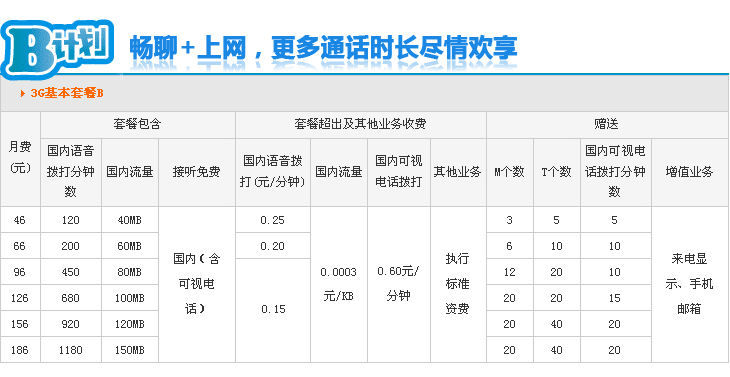 B计划
畅聊+上网，更多通话时长尽情欢享
3G基本套餐B
月费(元) 套餐包含 套餐超出及其他业务收费 赠送
国内语音拨打分钟数 国内流量 接听免费 国内语音拨打(元/分钟) 国内流量 国内可视电话拨打 其他业务 M个数 T个数 国内可视电话拨打分钟数 增值业务
46 120 40MB 国内(含可视电话) 0.25 0.0003元/KB 0.60元/分钟 执行标准资费 3 5 5 来电显示、手机邮箱
66 200 60MB 0.20 6 10 10
96 450 80MB 0.15 12 20 10
126 680 100MB 20 20 15
156 920 120MB 20 40 20
186 1180 150MB 20 40 20